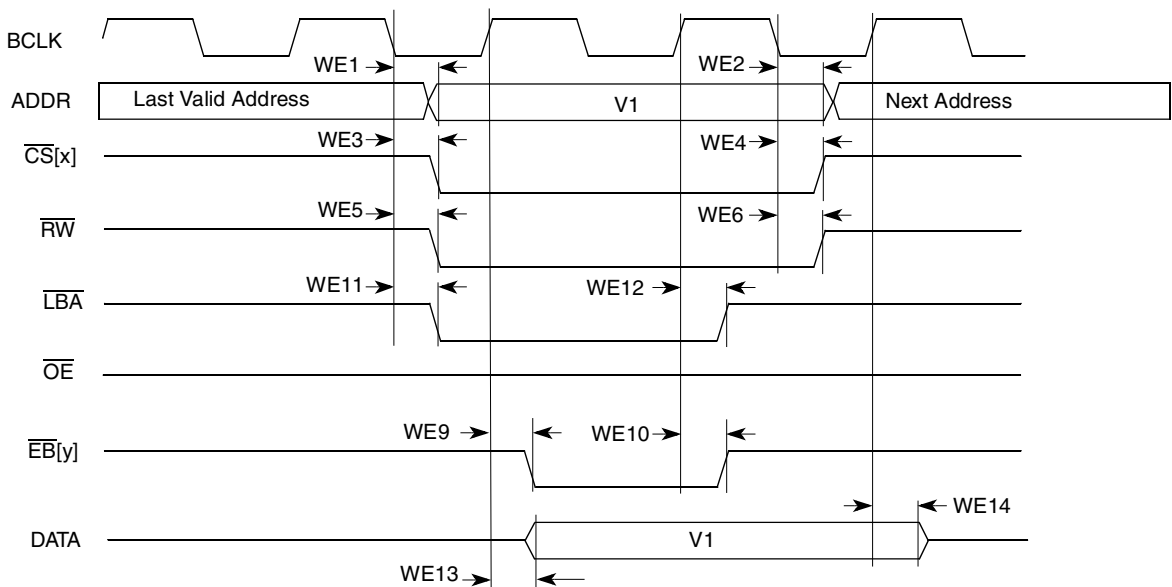 BCLK
WE1
WE2
ADDR
Last Valid Address
V1
Next Address
WE3
WE4
CS[x]
WE5
WE6
RW
WE11
WE12
LBA
OE
WE9
WE10
EB[y]
WE14
DATA
V1
WE13